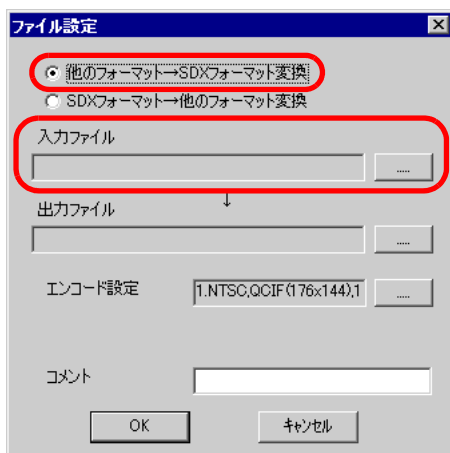 ファイル設定
他のフォーマット→SDXフォーマット変換
SDXフォーマット→他のフォーマット変換
入力ファイル
.....
↓
出力ファイル
.....
エンコード設定 1.NTSC,QCIF(176x144),1 .....
コメント
OK キャンセル